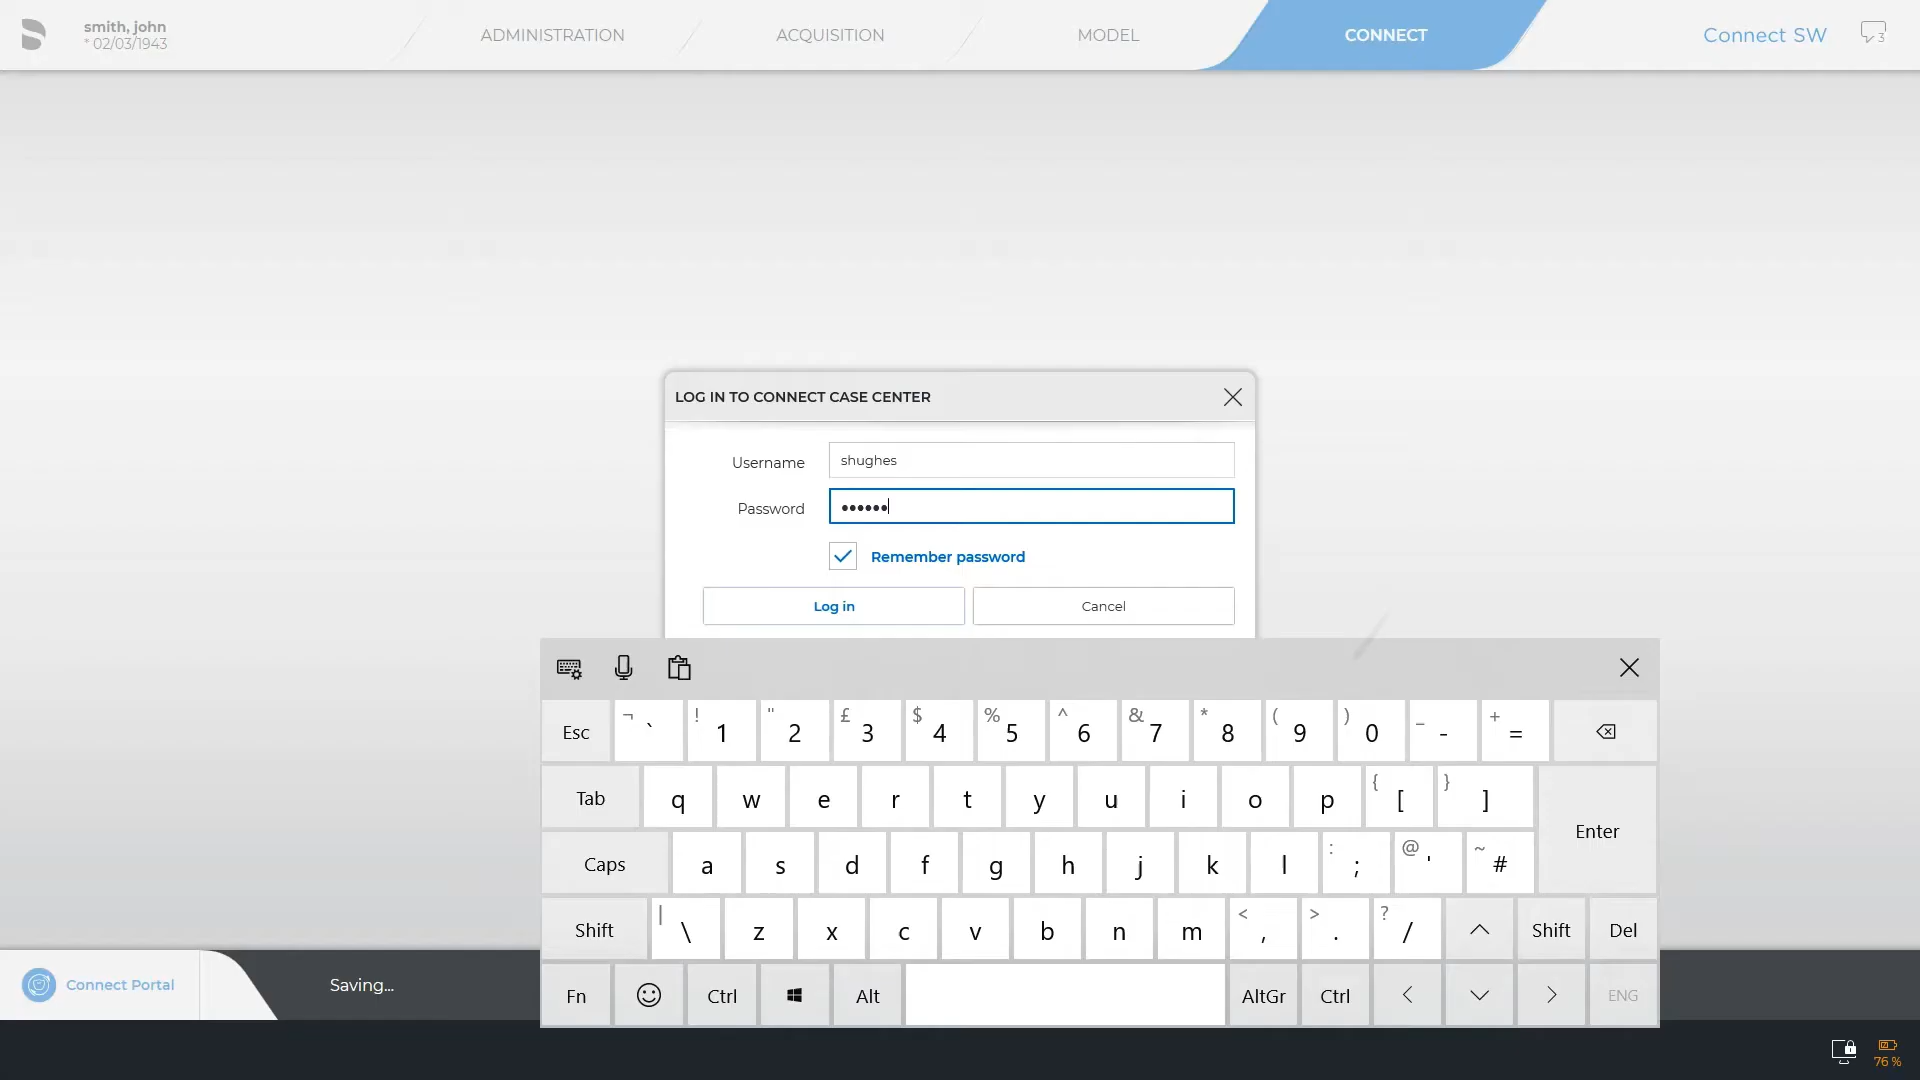 smith, john
* 02/03/1943
ADMINISTRATION
ACQUISITION
MODEL
CONNECT
Connect SW
3
LOG IN TO CONNECT CASE CENTER
Username
shughes
Password
••••••
Remember password
Log in
Cancel
Esc ¬ ` ! 1 " 2 £ 3 $ 4 % 5 ^ 6 & 7 * 8 ( 9 ) 0 _ - + =
Tab q w e r t y u i o p { [ } ]
Enter
Caps a s d f g h j k l : ; @ ' ~ #
Shift | \ z x c v b n m < , > . ? / Shift Del
Fn Ctrl Alt AltGr Ctrl ENG
Connect Portal
Saving...
76 %